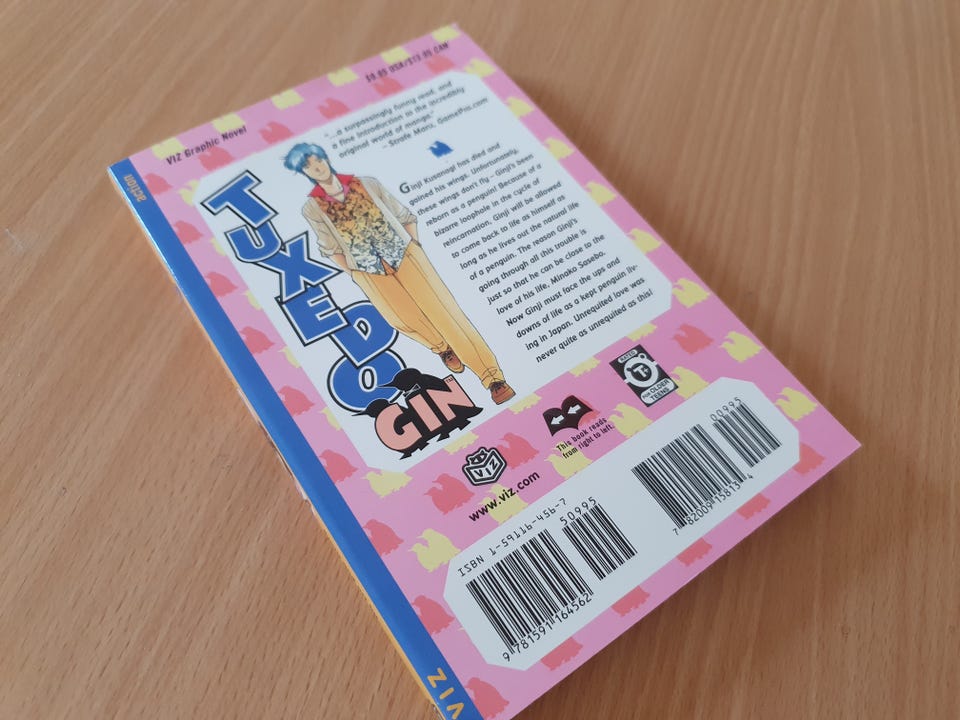 VIZ Graphic Novel
$9.95 USA/$12.95 CAN
action
"...a surpassingly funny read, and
a fine introduction to the incredibly
original world of manga."
– Strafe Maru, GameThis.com
TUXEDO
GIN
Ginji Kusanagi has died and
gained his wings. Unfortunately,
these wings don't fly—Ginji's been
reborn as a penguin! Because of a
bizarre loophole in the cycle of
reincarnation, Ginji will be allowed
to come back to life as himself as
long as he lives out the natural life
of a penguin. The reason Ginji's
going through all this trouble is
just so that he can be close to the
love of his life, Minako Sasebo.
Now Ginji must face the ups and
downs of life as a kept penguin liv-
ing in Japan. Unrequited love was
never quite as unrequited as this!
VIZ
www.viz.com
This book reads
from right to left.
RATED
T+
FOR OLDER
TEENS
ISBN 1-59116-456-7
50995
9 781591 164562
00995
7 82009 15813 4
VIZ